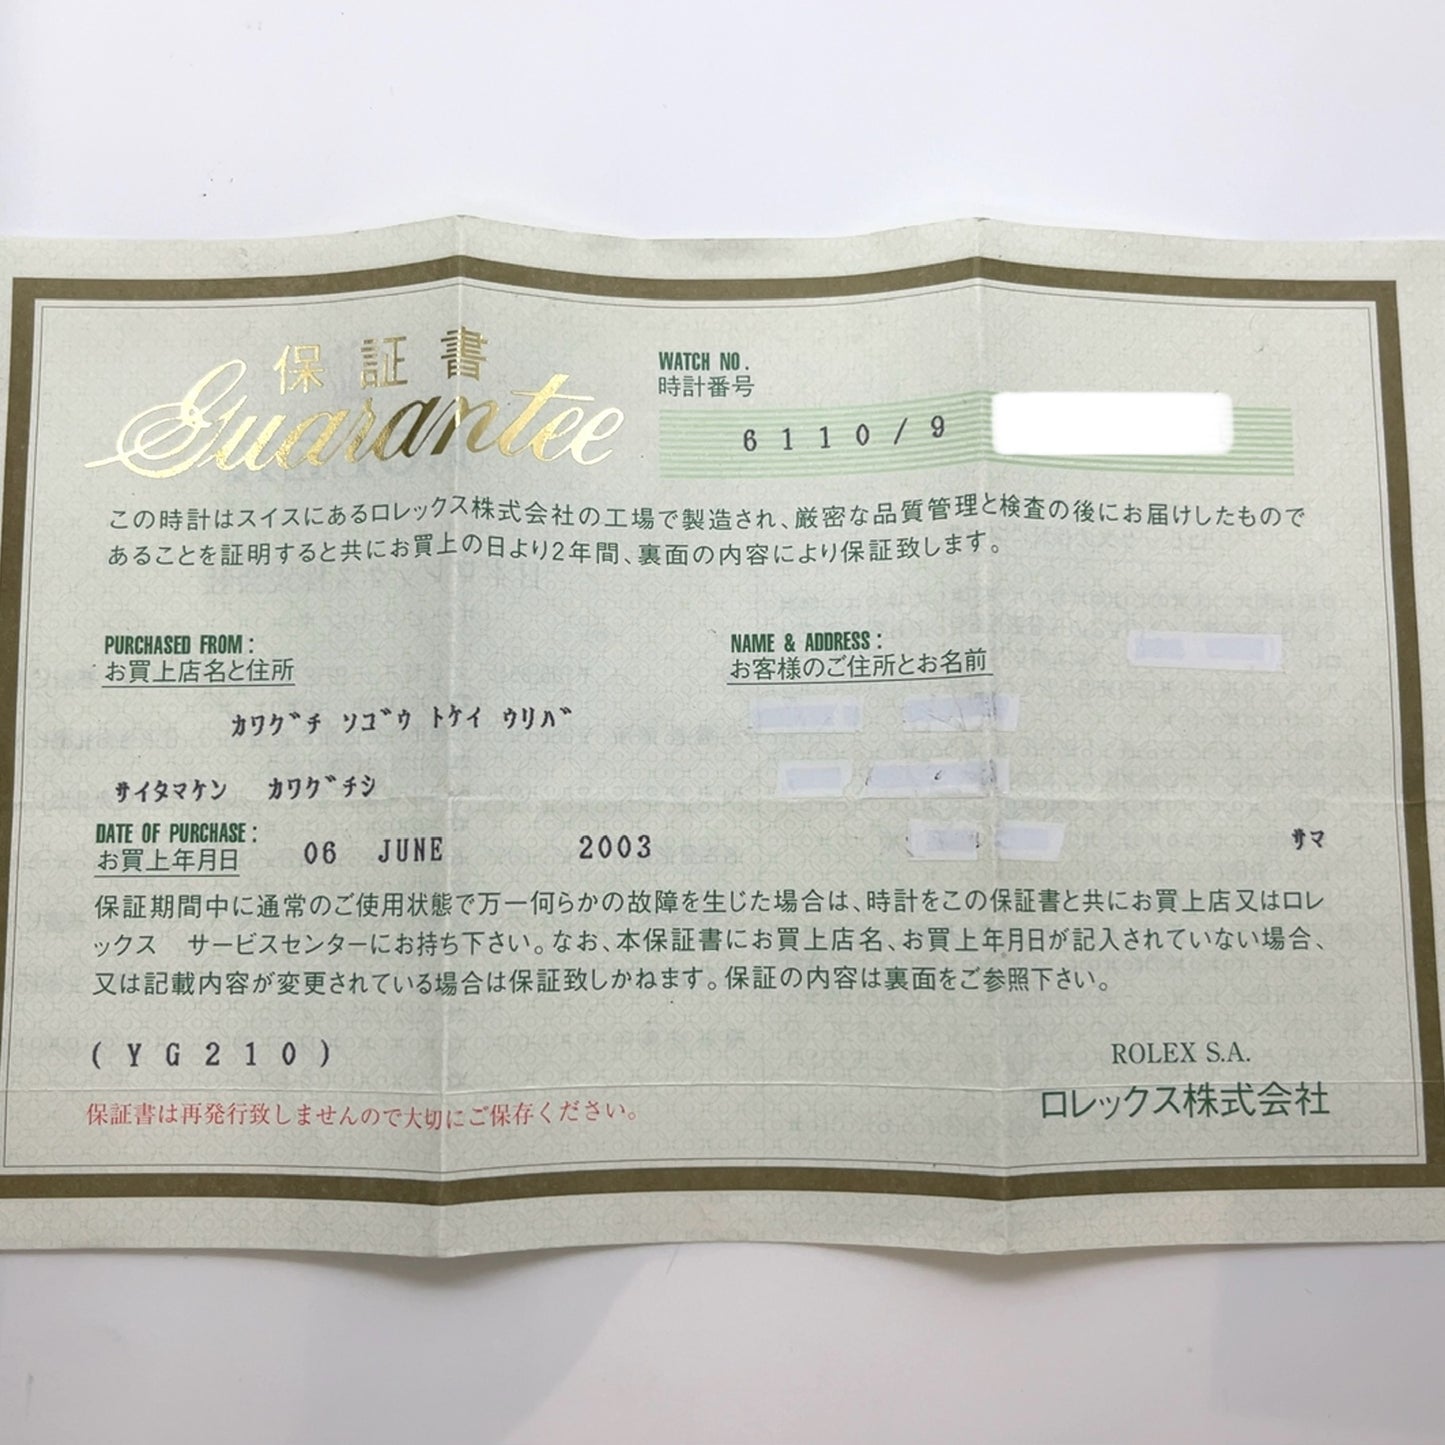 保証書
Guarantee
WATCH NO.
時計番号
6110/9
この時計はスイスにあるロレックス株式会社の工場で製造され、厳密な品質管理と検査の後にお届けしたもので
あることを証明すると共にお買上の日より2年間、裏面の内容により保証致します。
PURCHASED FROM:
お買上店名と住所
カワグチ ソゴウ トケイ ウリバ
サイタマケン カワグチシ
NAME & ADDRESS:
お客様のご住所とお名前
サマ
DATE OF PURCHASE:
お買上年月日
06 JUNE 2003
保証期間中に通常のご使用状態で万一何らかの故障を生じた場合は、時計をこの保証書と共にお買上店又はロレ
ックス サービスセンターにお持ち下さい。なお、本保証書にお買上店名、お買上年月日が記入されていない場合、
又は記載内容が変更されている場合は保証致しかねます。保証の内容は裏面をご参照下さい。
(YG210)
保証書は再発行致しませんので大切にご保存ください。
ROLEX S.A.
ロレックス株式会社